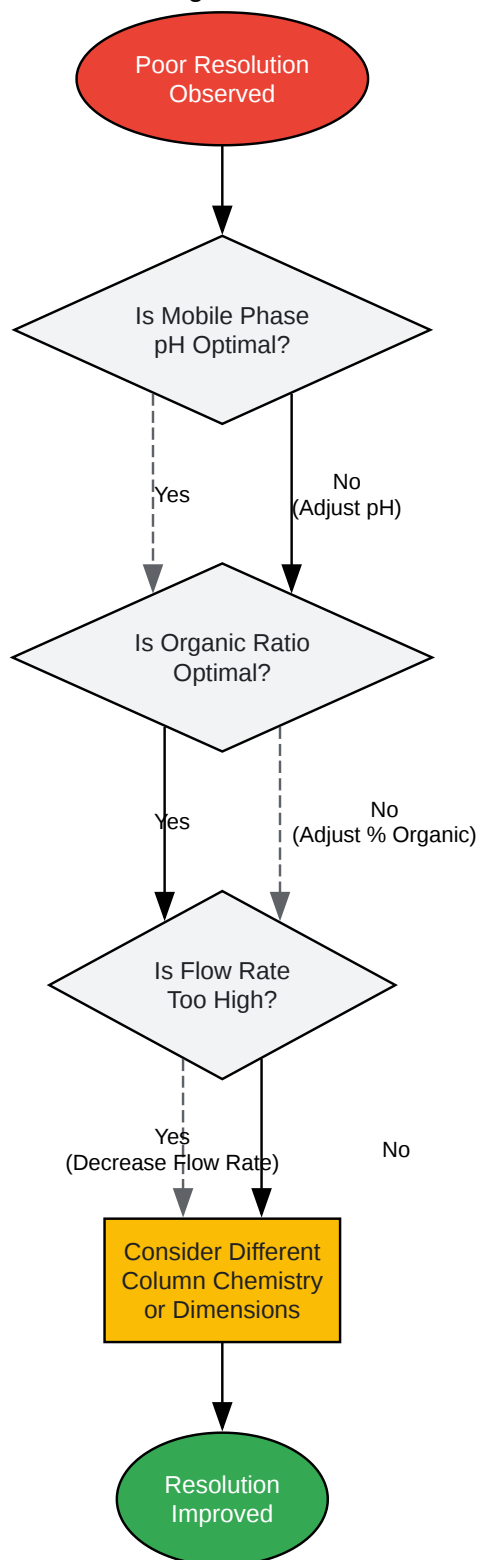 Poor Resolution
Observed
Is Mobile Phase
pH Optimal?
Yes
No
(Adjust pH)
Is Organic Ratio
Optimal?
Yes
No
(Adjust % Organic)
Is Flow Rate
Too High?
Yes
(Decrease Flow Rate)
No
Consider Different
Column Chemistry
or Dimensions
Resolution
Improved